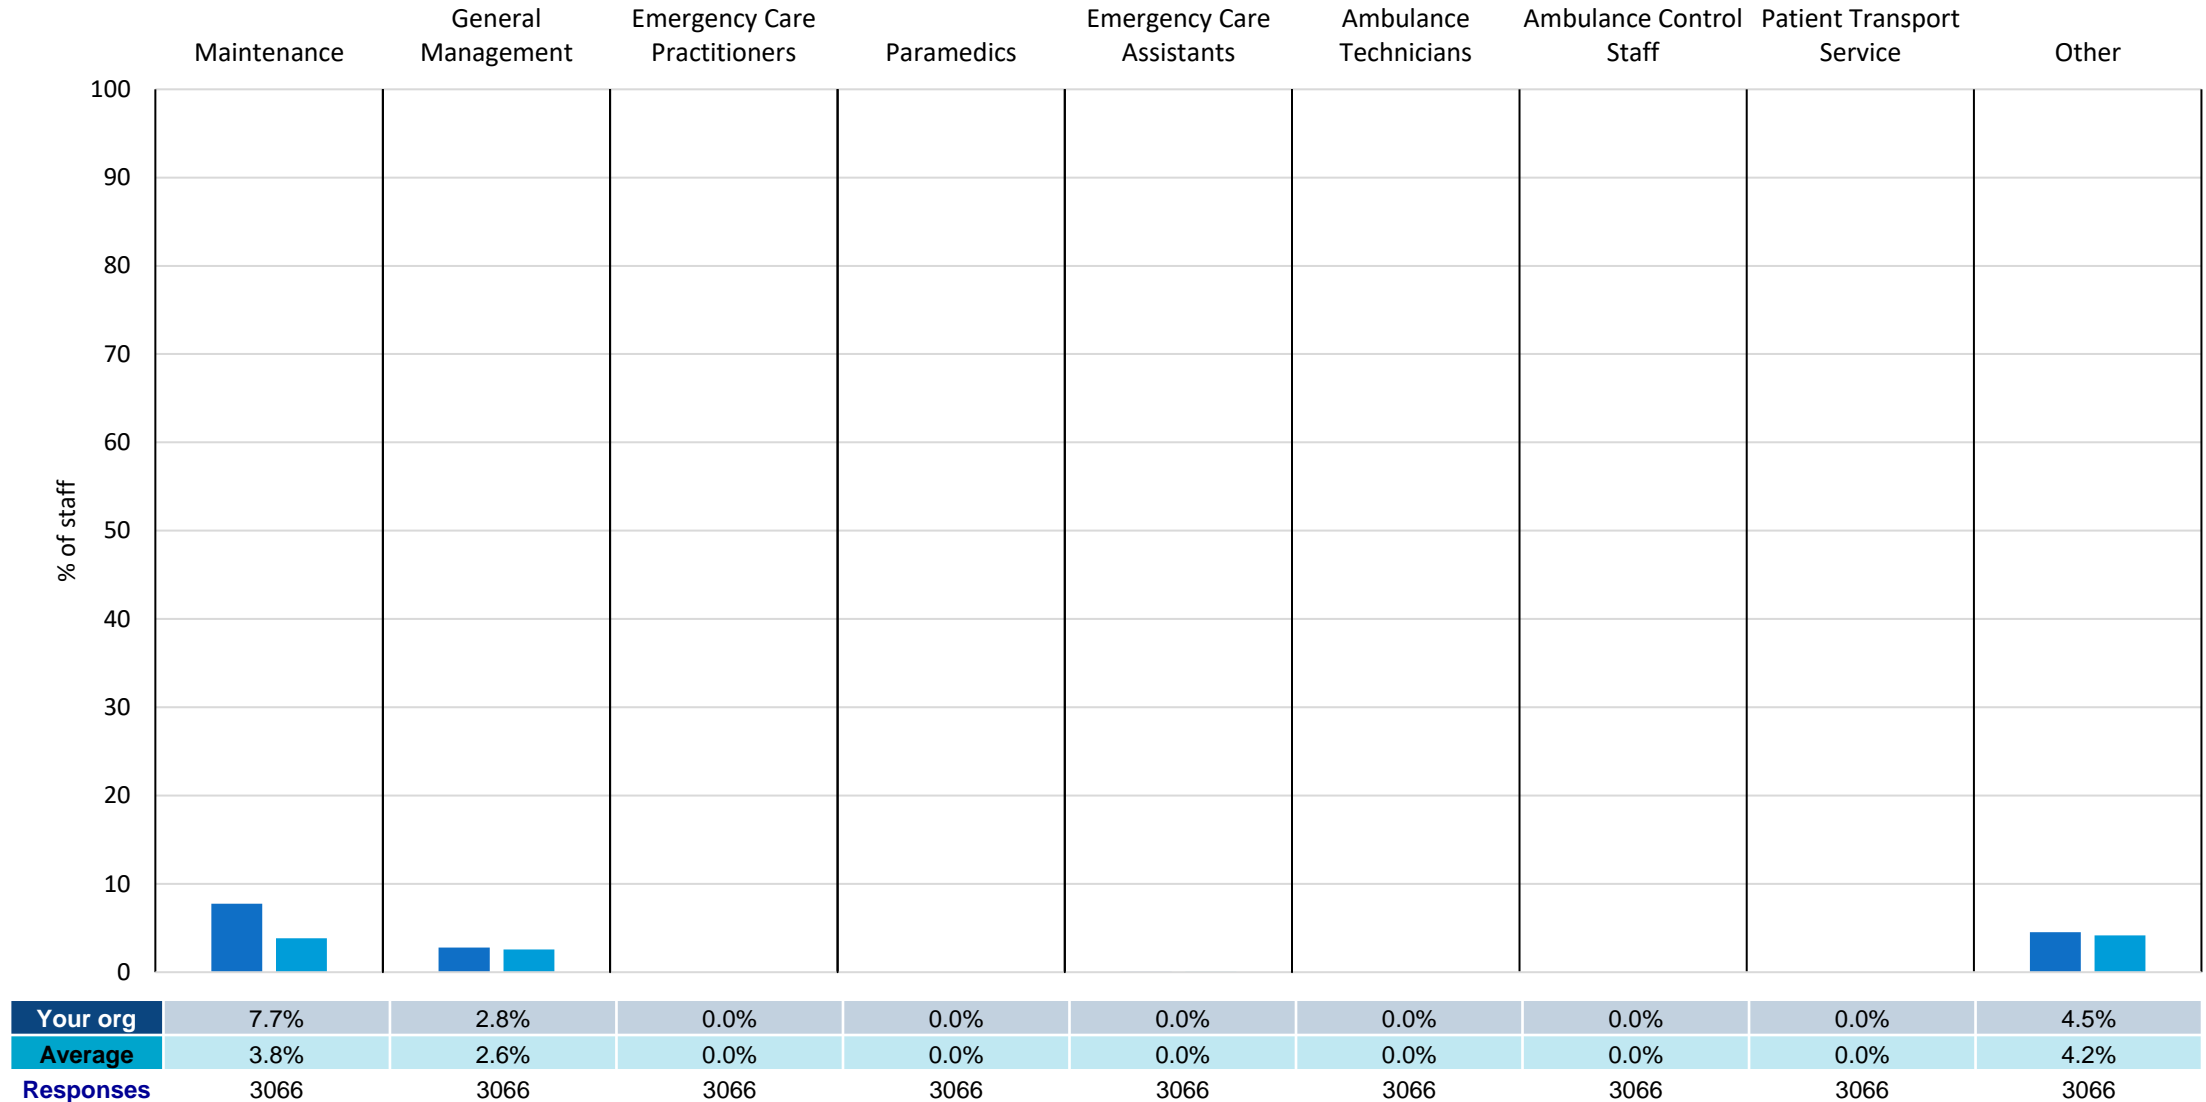 Maintenance
General
Management
Emergency Care
Practitioners
Paramedics
Emergency Care
Assistants
Ambulance
Technicians
Ambulance Control
Staff
Patient Transport
Service
Other
% of staff
100
90
80
70
60
50
40
30
20
10
0
Your org 7.7% 2.8% 0.0% 0.0% 0.0% 0.0% 0.0% 0.0% 4.5%
Average 3.8% 2.6% 0.0% 0.0% 0.0% 0.0% 0.0% 0.0% 4.2%
Responses 3066 3066 3066 3066 3066 3066 3066 3066 3066